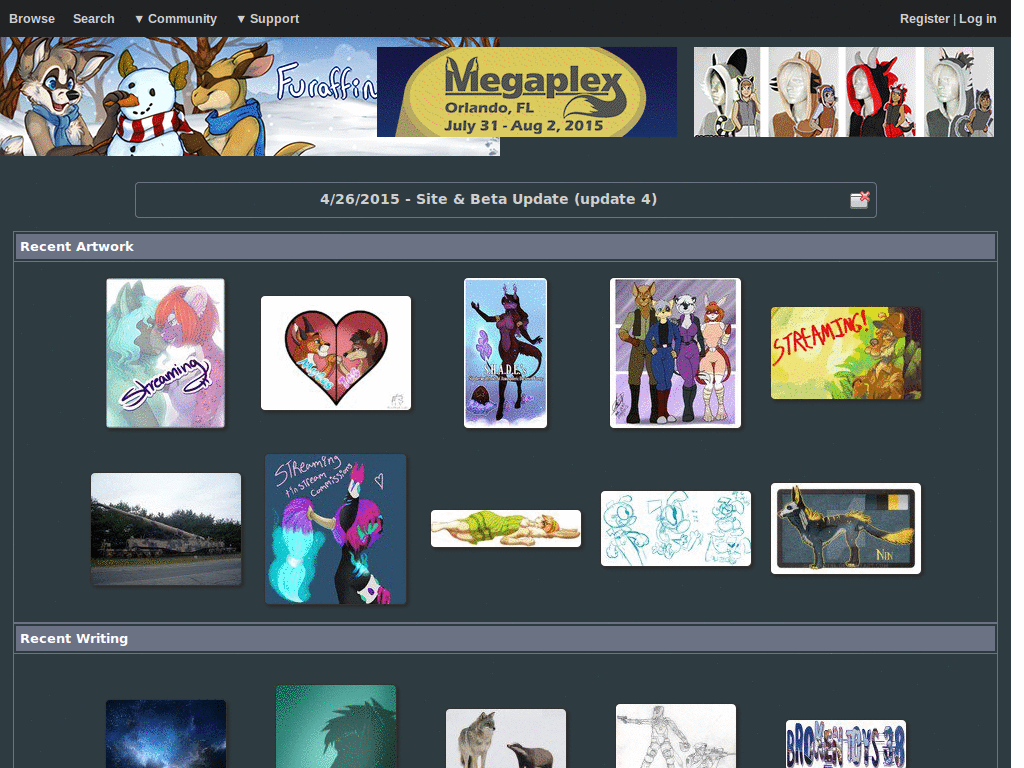 Browse Search ▼ Community ▼ Support Register | Log in
Furaffin
Megaplex
Orlando, FL
July 31 - Aug 2, 2015
4/26/2015 - Site & Beta Update (update 4)
Recent Artwork
Streaming
S.H.A.D.E.S
STREAMING!
STREAMING
instream
commissions
Nin
Recent Writing
BROKEN TOYS 38